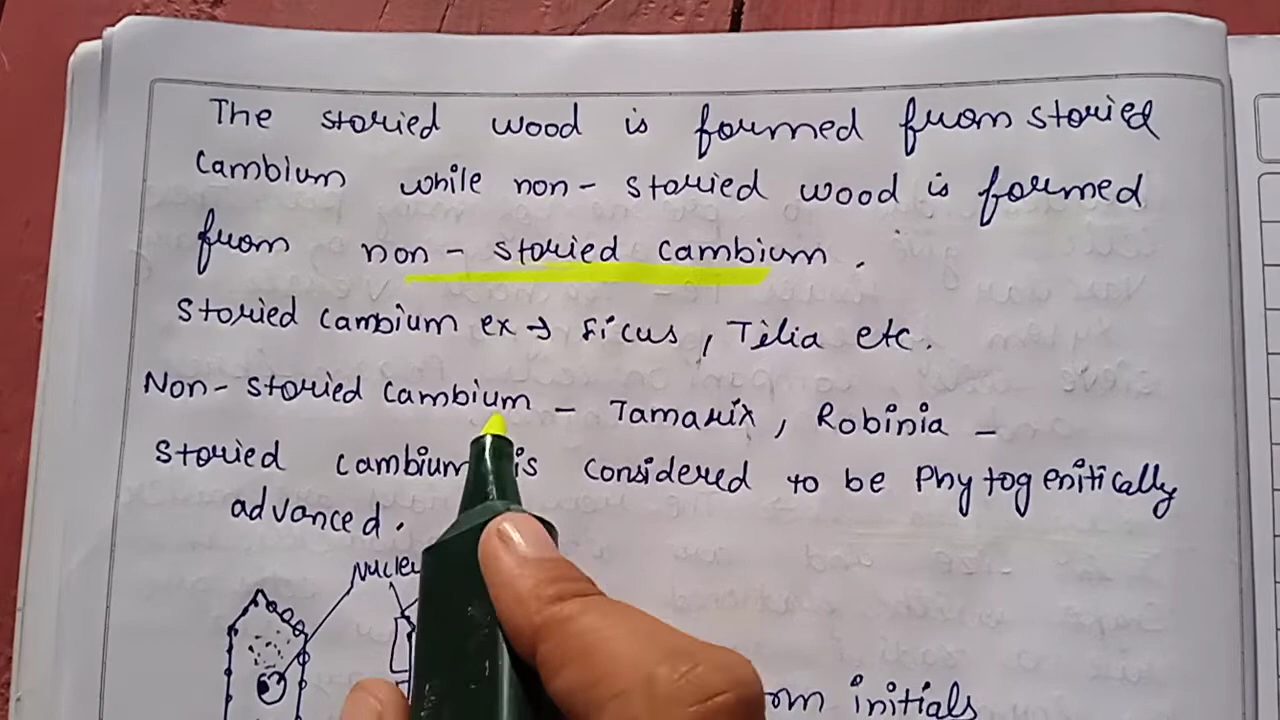 The storied wood is formed from storied
Cambium while non - storied wood is formed
from non - storied cambium .
Storied cambium ex → Ficus , Tilia etc.
Non - storied cambium - Tamarix , Robinia -
Storied cambium is considered to be Phytogenitically
advanced .
initials